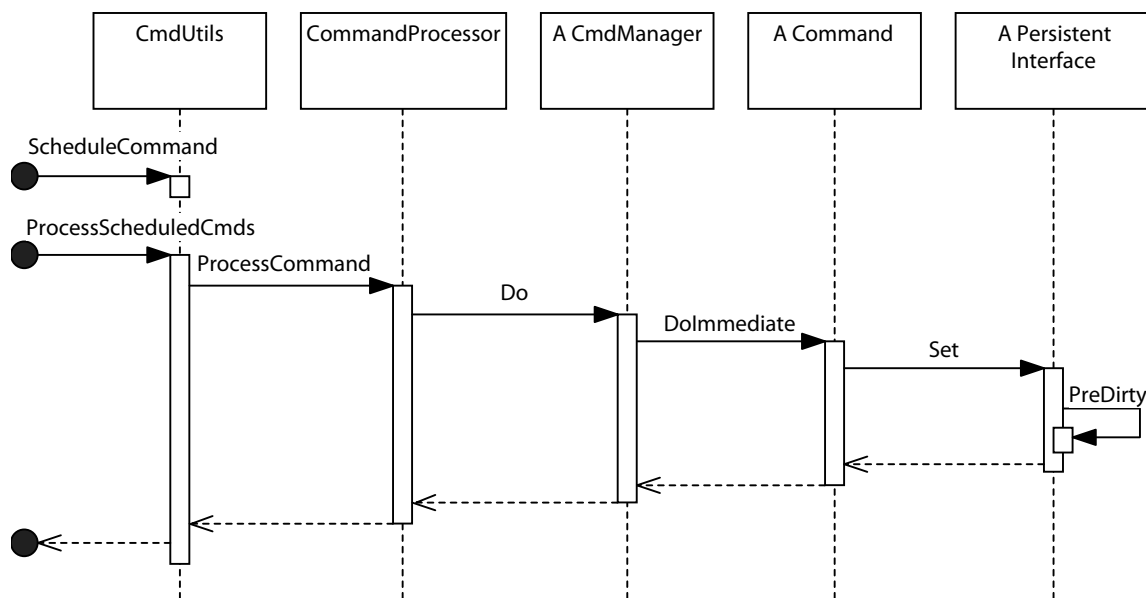 CmdUtils
CommandProcessor
A CmdManager
A Command
A Persistent
Interface
ScheduleCommand
ProcessScheduledCmds
ProcessCommand
Do
DoImmediate
Set
PreDirty